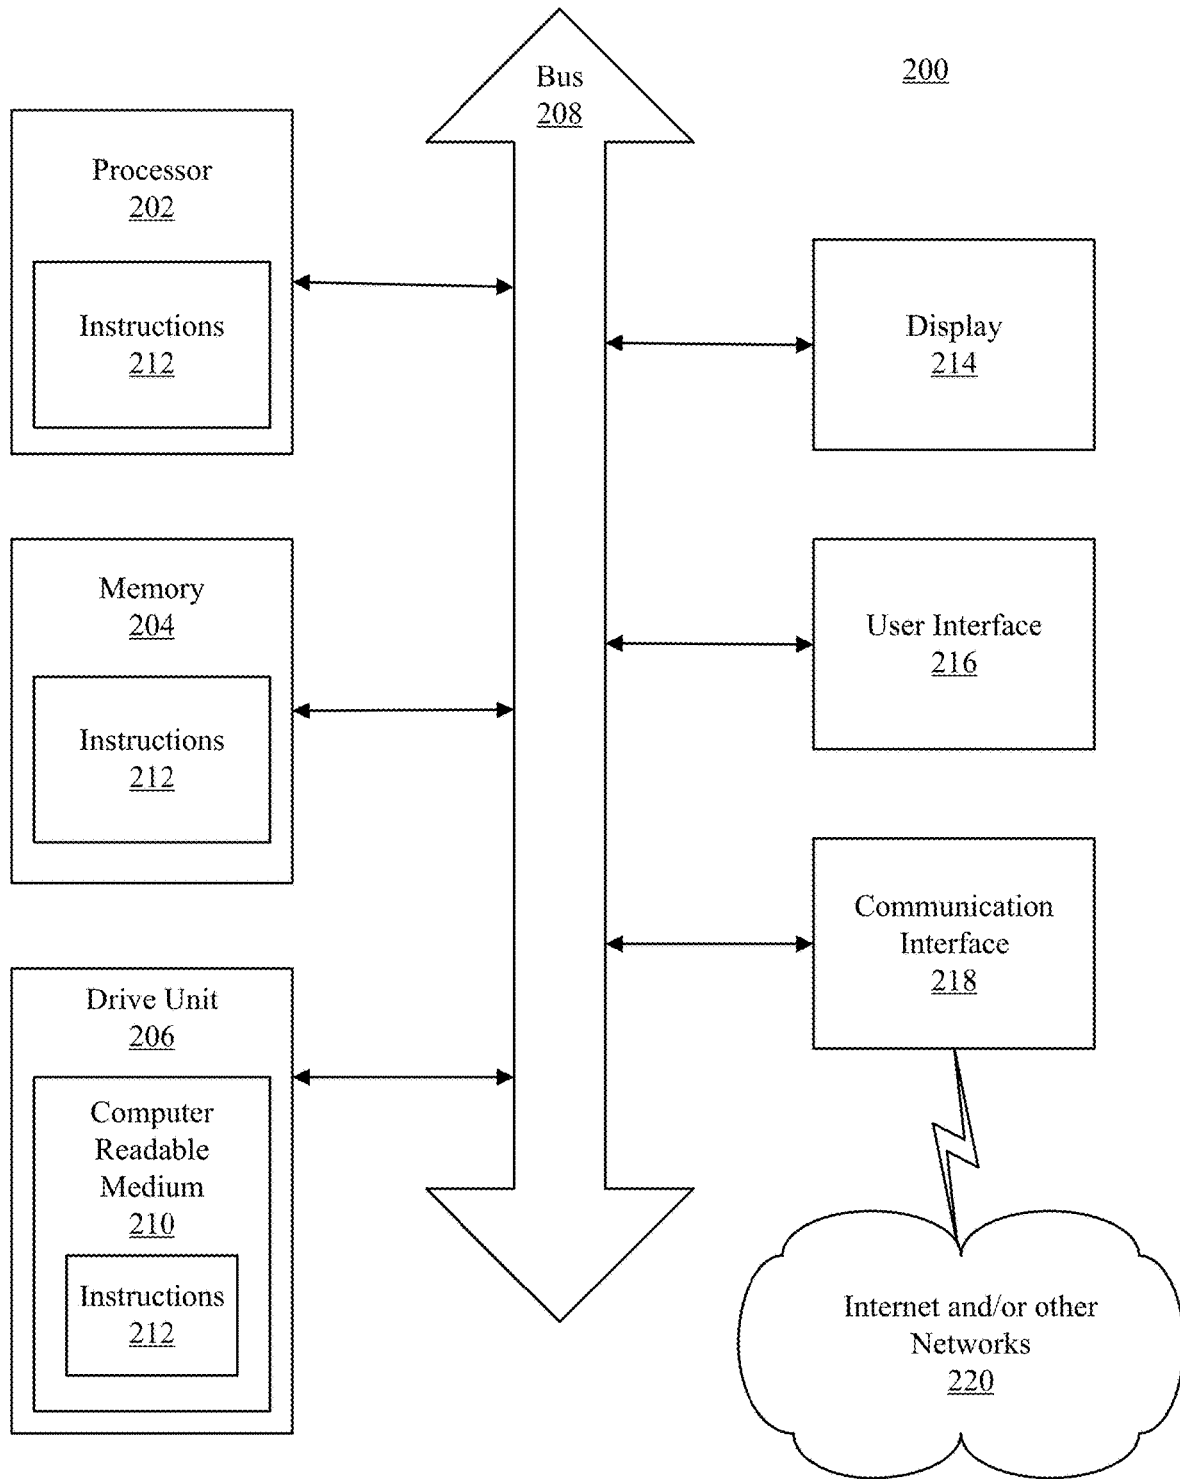 Bus
208
200
Processor
202
Instructions
212
Display
214
Memory
204
Instructions
212
User Interface
216
Communication
Interface
218
Drive Unit
206
Computer
Readable
Medium
210
Instructions
212
Internet and/or other
Networks
220